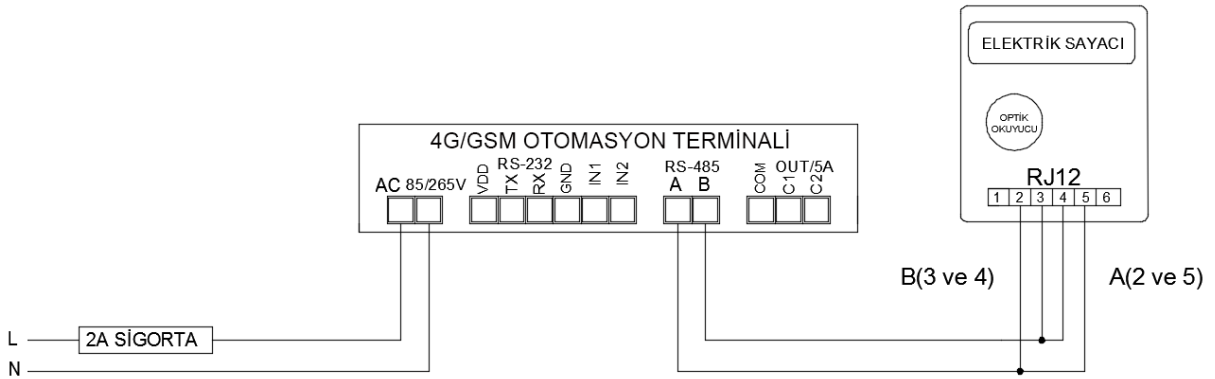 ELEKTRİK SAYACI
OPTİK
OKUYUCU
4G/GSM OTOMASYON TERMİNALİ
AC 85/265V
VDD
RS-232
TX
RX
GND
IN1
IN2
RS-485
A B
COM
OUT/5A
C1
C2
RJ12
1 2 3 4 5 6
B(3 ve 4)
A(2 ve 5)
L
2A SİGORTA
N